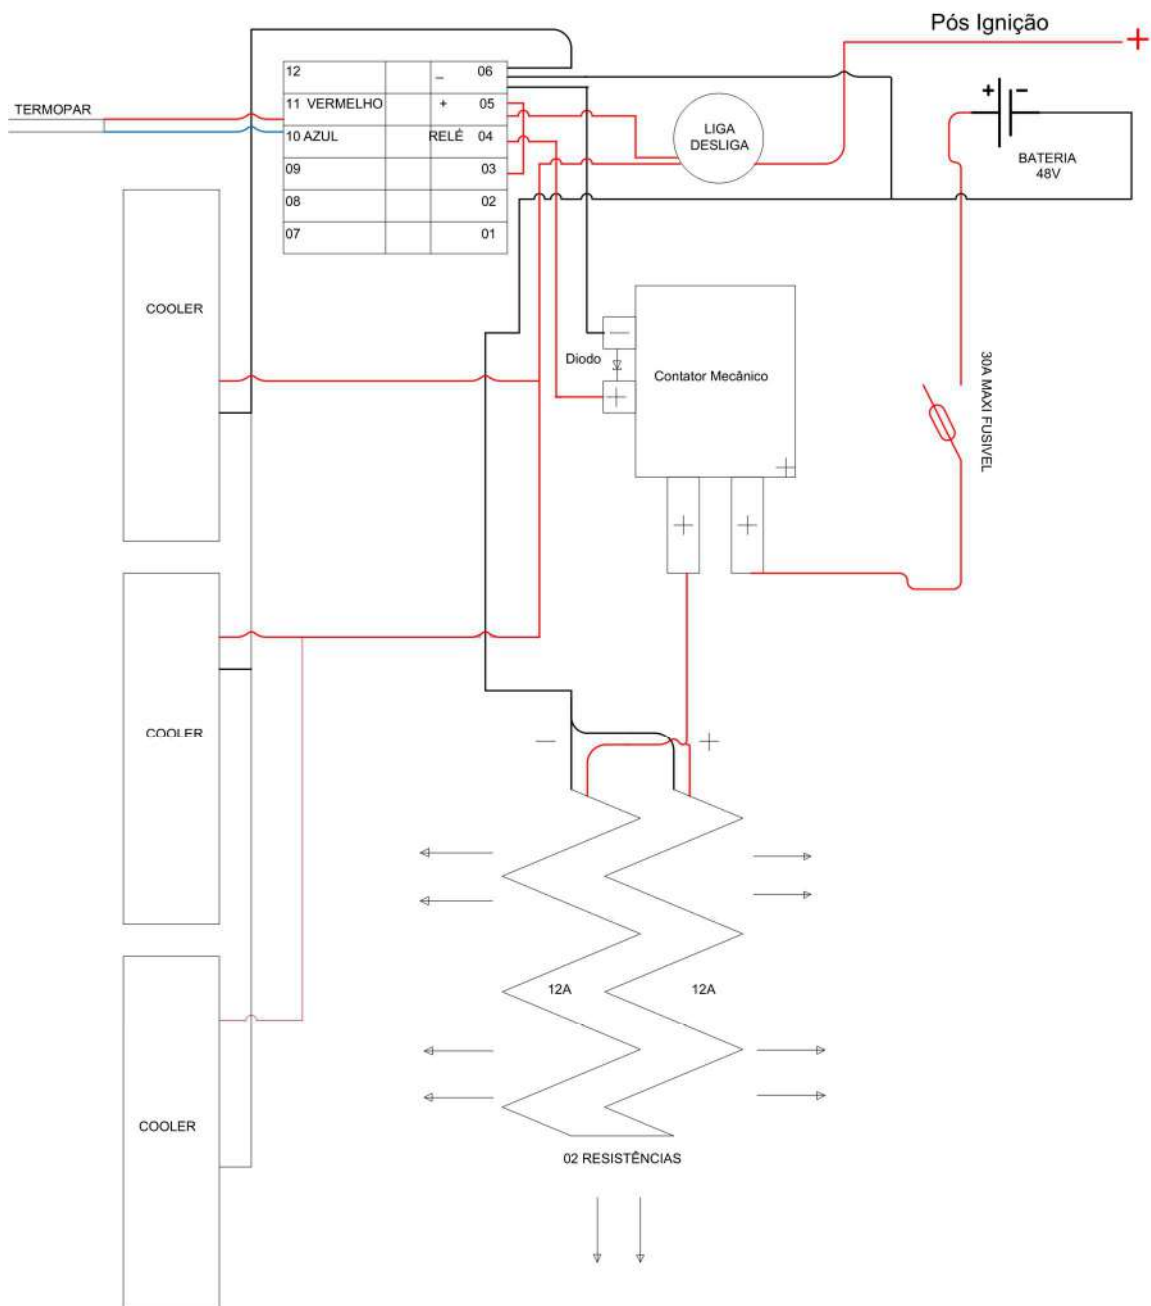 Pós Ignição
+
12 – 06
TERMOPAR
11 VERMELHO + 05
10 AZUL RELÉ 04
09 03
08 02
07 01
LIGA
DESLIGA
+ -
BATERIA
48V
COOLER
–
Diodo
+
Contator Mecânico
+
+ +
30A MAXI FUSIVEL
COOLER
– +
12A 12A
COOLER
02 RESISTÊNCIAS